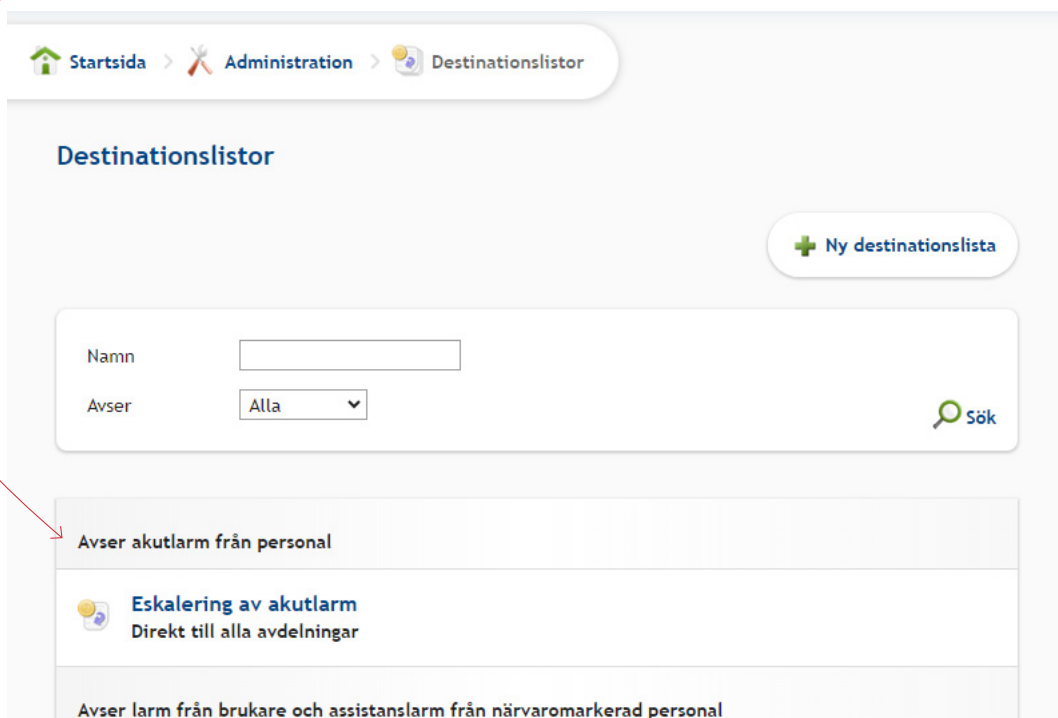 Startsida > Administration > Destinationslistor
Destinationslistor
Ny destinationslista
Namn
Avser Alla
Sök
Avser akutlarm från personal
Eskalering av akutlarm
Direkt till alla avdelningar
Avser larm från brukare och assistanslarm från närvaromarkerad personal